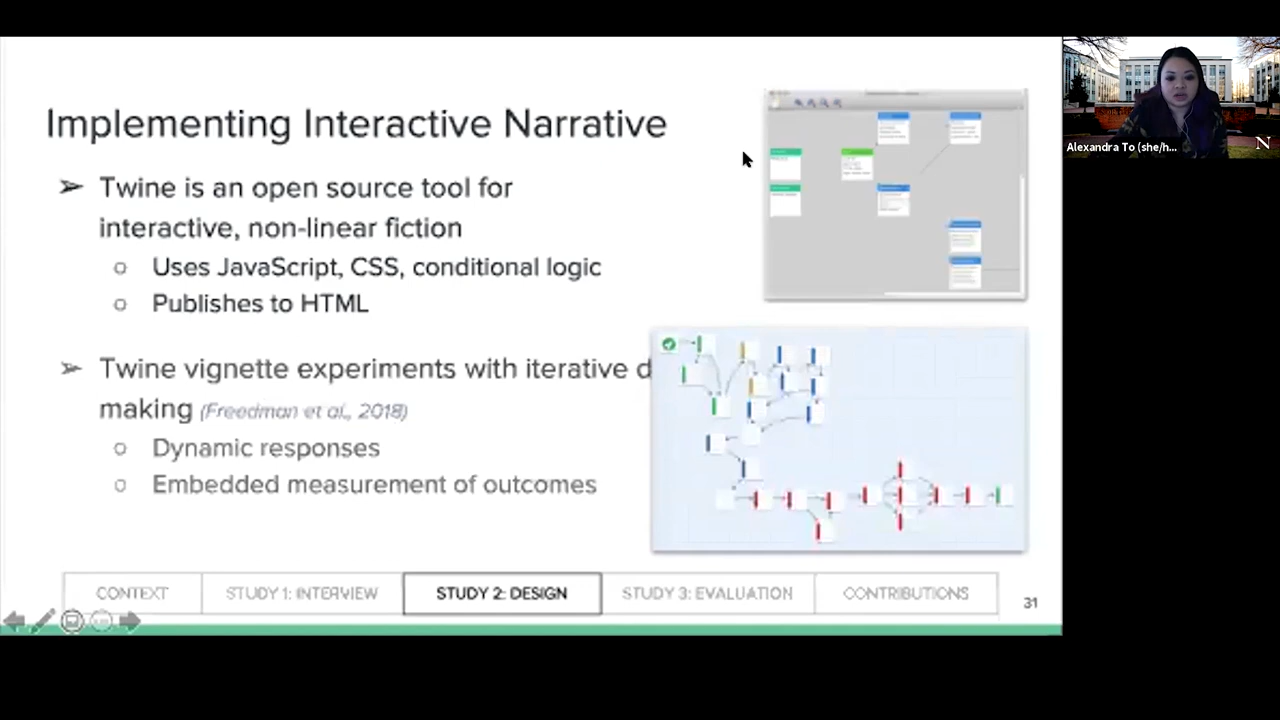 Implementing Interactive Narrative
➢ Twine is an open source tool for
interactive, non-linear fiction
○ Uses JavaScript, CSS, conditional logic
○ Publishes to HTML
➢ Twine vignette experiments with iterative d
making (Freedman et al., 2018)
○ Dynamic responses
○ Embedded measurement of outcomes
CONTEXT STUDY 1: INTERVIEW STUDY 2: DESIGN STUDY 3: EVALUATION CONTRIBUTIONS
31
Alexandra To (she/h...
N